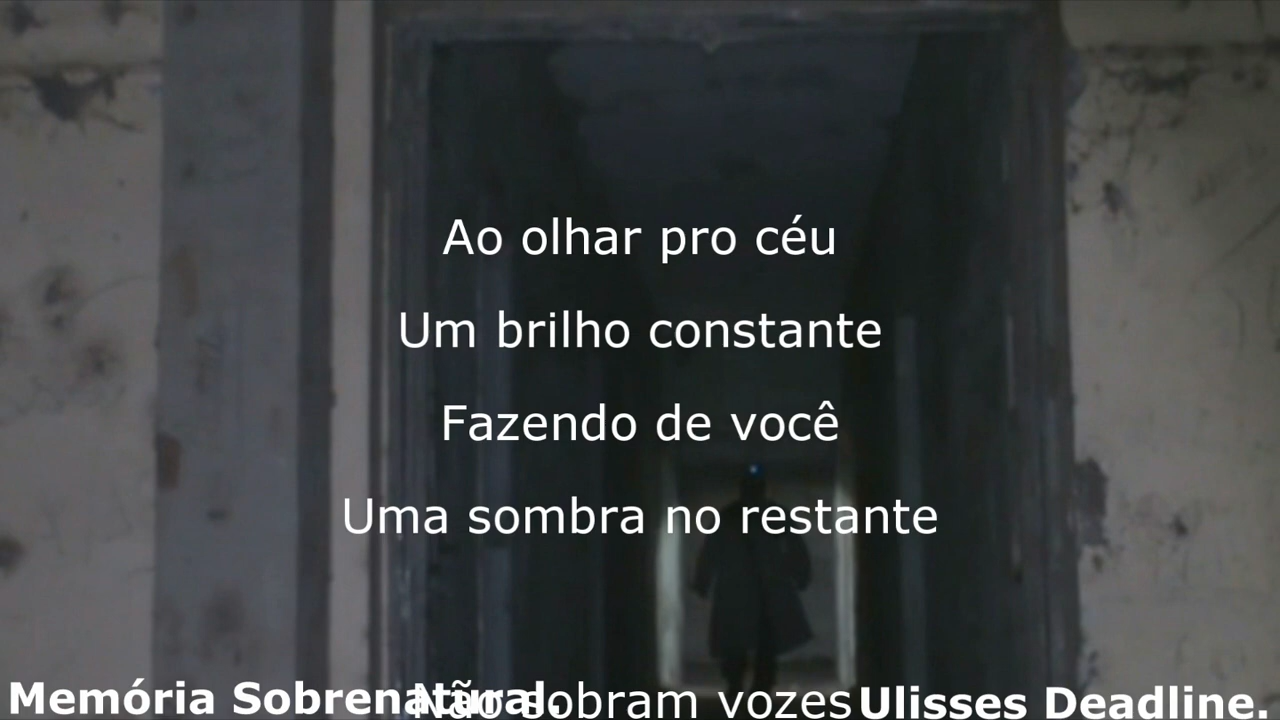 Ao olhar pro céu
Um brilho constante
Fazendo de você
Uma sombra no restante
Memória Sobrenatural.
Não sobram vozes
Ulisses Deadline.